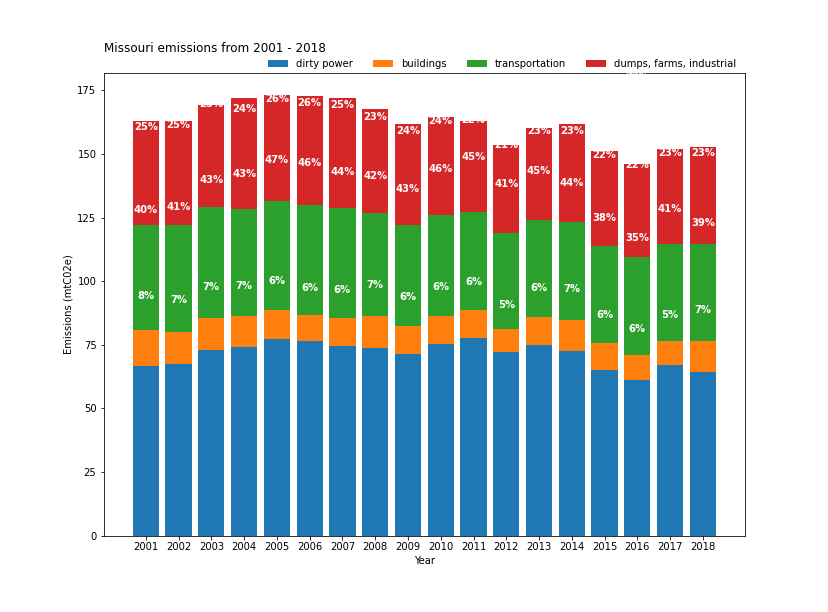 Missouri emissions from 2001 - 2018
dirty power buildings transportation dumps, farms, industrial
175
25% 25% 24% 26% 26% 25% 23% 24% 24% 22% 21% 23% 23% 22% 22% 23% 23%
150
40% 41% 43% 43% 47% 46% 44% 42% 43% 46% 45% 41% 45% 44% 38% 35% 41% 39%
125
100
8% 7% 7% 7% 6% 6% 6% 7% 6% 6% 6% 5% 6% 7% 6% 6% 5% 7%
75
50
25
0
Emissions (mtC02e)
2001 2002 2003 2004 2005 2006 2007 2008 2009 2010 2011 2012 2013 2014 2015 2016 2017 2018
Year